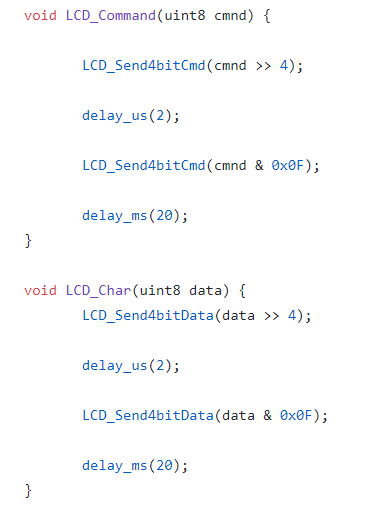 void LCD_Command(uint8 cmnd) {
LCD_Send4bitCmd(cmnd >> 4);
delay_us(2);
LCD_Send4bitCmd(cmnd & 0x0F);
delay_ms(20);
}
void LCD_Char(uint8 data) {
LCD_Send4bitData(data >> 4);
delay_us(2);
LCD_Send4bitData(data & 0x0F);
delay_ms(20);
}